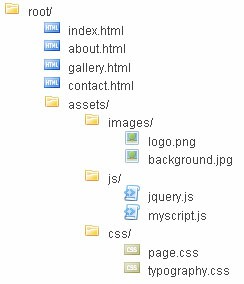 root/
index.html
about.html
gallery.html
contact.html
assets/
images/
logo.png
background.jpg
js/
jquery.js
myscript.js
css/
page.css
typography.css